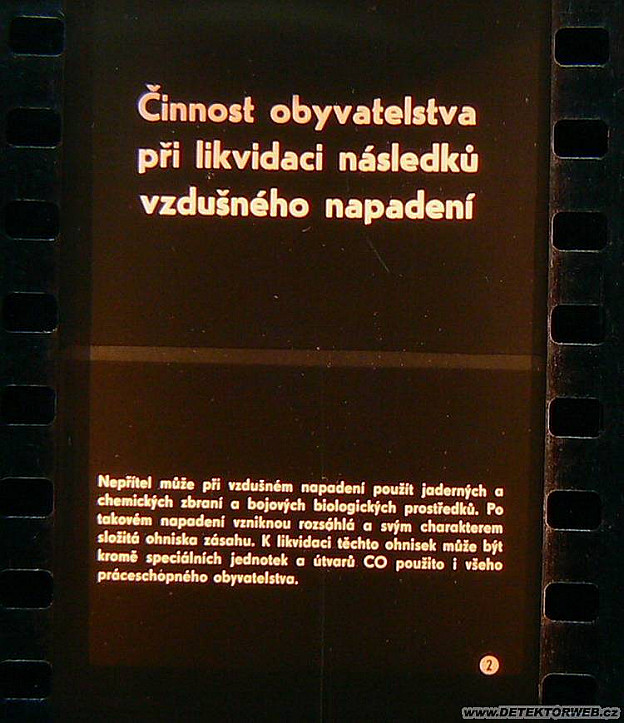 Činnost obyvatelstva
při likvidaci následků
vzdušného napadení
Nepřítel může při vzdušném napadení použít jaderných a
chemických zbraní a bojových biologických prostředků. Po
takovém napadení vzniknou rozsáhlá a svým charakterem
složitá ohniska zásahu. K likvidaci těchto ohnisek může být
kromě speciálních jednotek a útvarů CO použito i všeho
práceschopného obyvatelstva.
2
www.DETEKTORWEB.cz